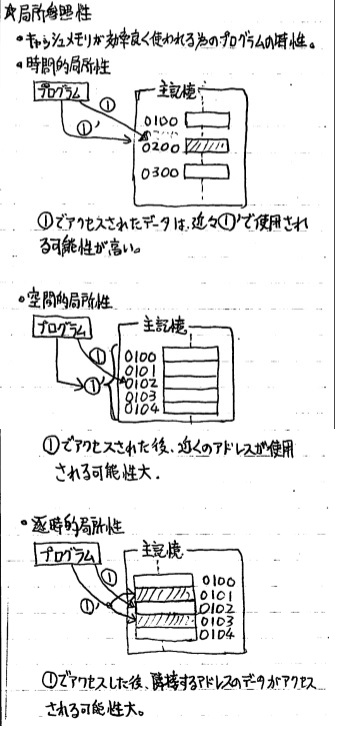 ☆局所参照性
・キャッシュメモリが効率良く使われる為のプログラムの特性。
・時間的局所性
プログラム
①
①'
主記憶
0100
0200
0300
①でアクセスされたデータは、近々①'で使用され
る可能性が高い。
・空間的局所性
プログラム
①
①'
主記憶
0100
0101
0102
0103
0104
①でアクセスされた後、近くのアドレスが使用
される可能性大.
・逐時的局所性
プログラム
①
①'
主記憶
0100
0101
0102
0103
0104
①でアクセスした後、隣接するアドレスのデータがアクセス
される可能性大。